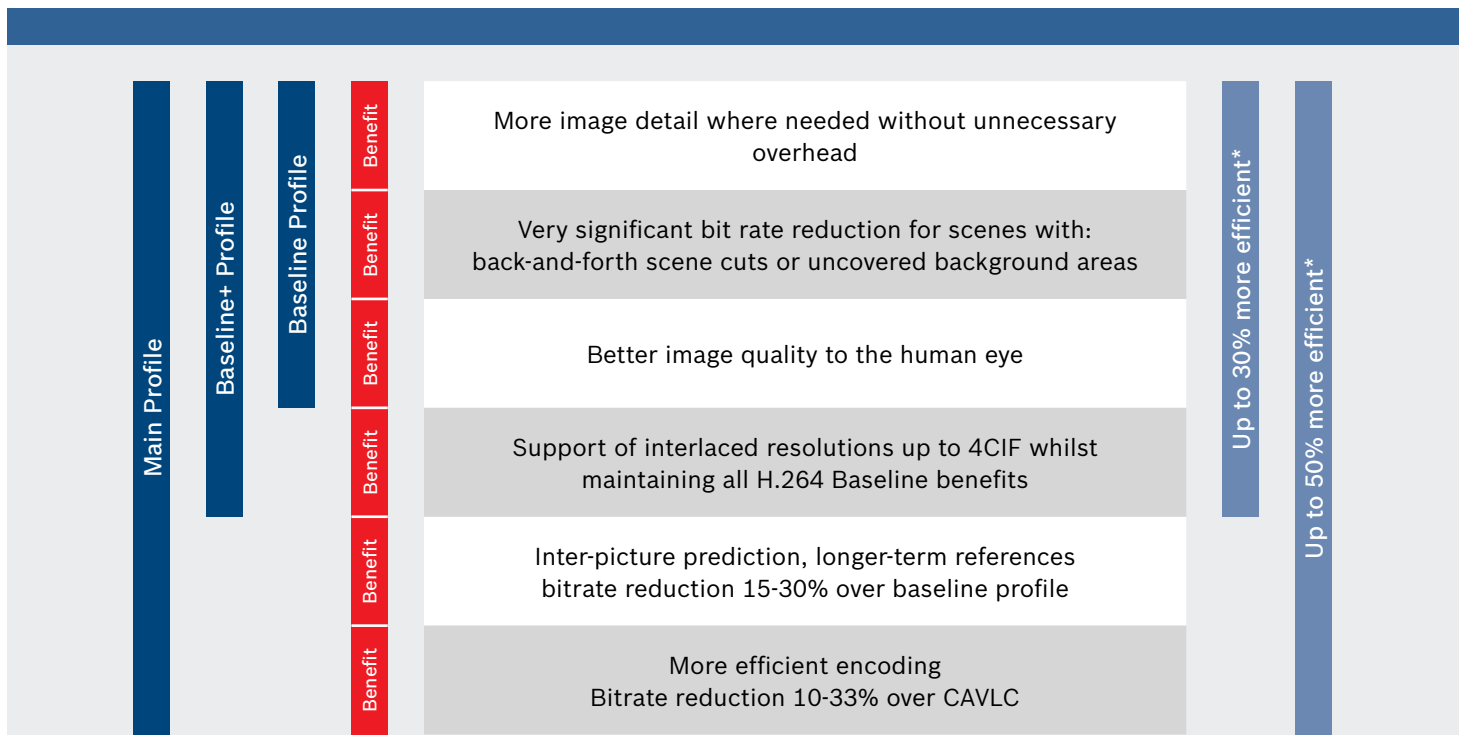 Main Profile
Baseline+ Profile
Baseline Profile
Benefit
More image detail where needed without unnecessary
overhead
Benefit
Very significant bit rate reduction for scenes with:
back-and-forth scene cuts or uncovered background areas
Benefit
Better image quality to the human eye
Benefit
Support of interlaced resolutions up to 4CIF whilst
maintaining all H.264 Baseline benefits
Benefit
Inter-picture prediction, longer-term references
bitrate reduction 15-30% over baseline profile
Benefit
More efficient encoding
Bitrate reduction 10-33% over CAVLC
Up to 30% more efficient*
Up to 50% more efficient*